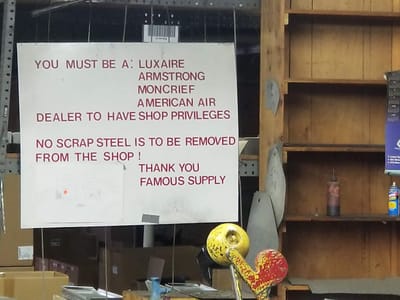 YOU MUST BE A: LUXAIRE
ARMSTRONG
MONCRIEF
AMERICAN AIR
DEALER TO HAVE SHOP PRIVILEGES
NO SCRAP STEEL IS TO BE REMOVED
FROM THE SHOP!
THANK YOU
FAMOUS SUPPLY